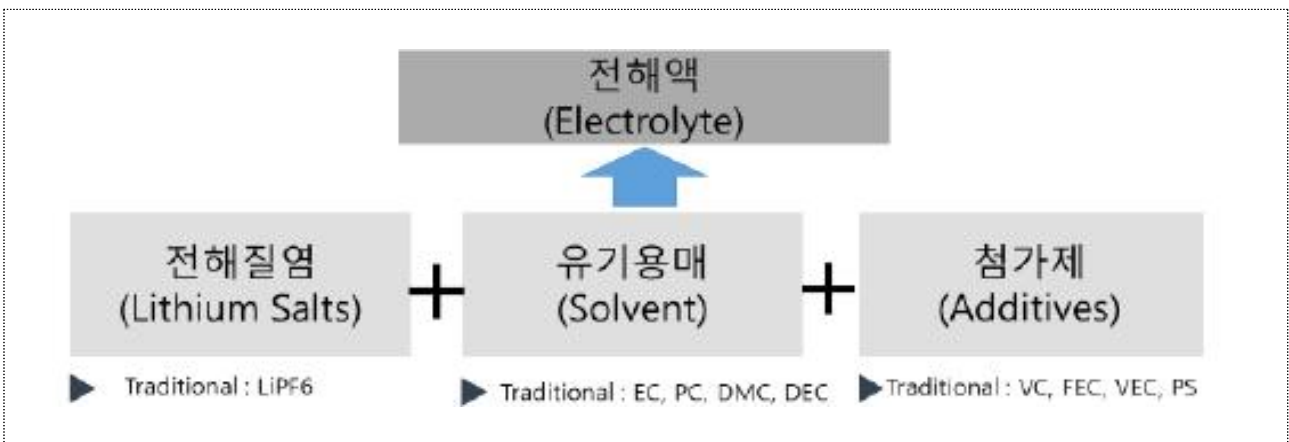 전해액
(Electrolyte)
전해질염
(Lithium Salts)
+
유기용매
(Solvent)
+
첨가제
(Additives)
Traditional : LiPF6
Traditional : EC, PC, DMC, DEC
Traditional : VC, FEC, VEC, PS